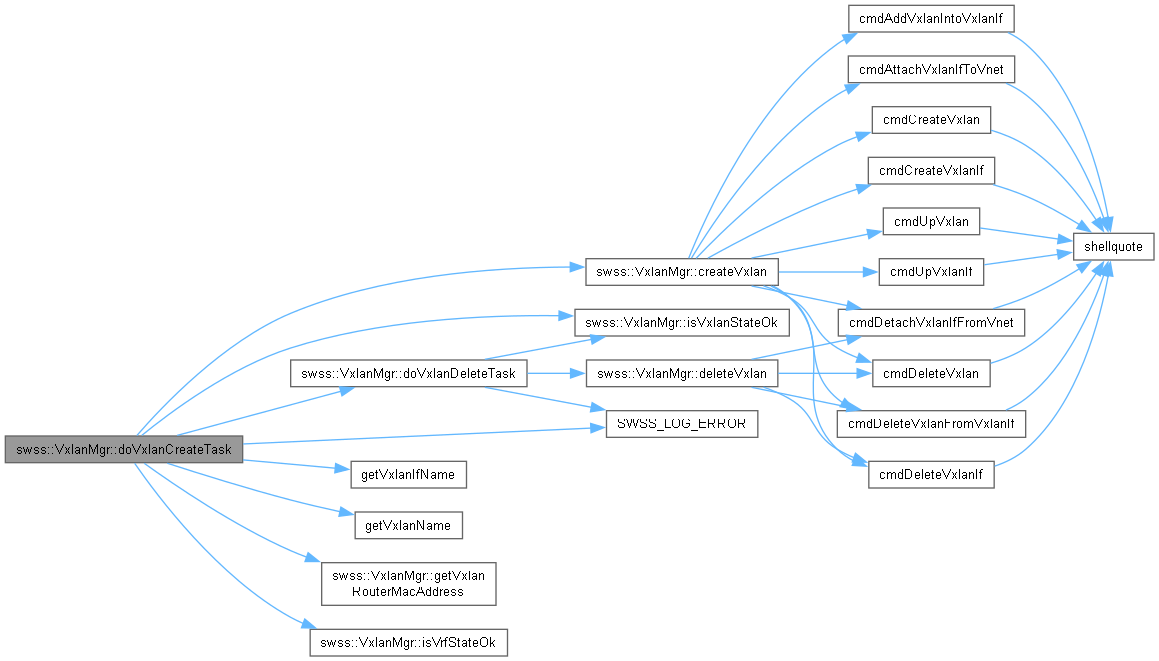 cmdAddVxlanIntoVxlanIf
cmdAttachVxlanIfToVnet
cmdCreateVxlan
cmdCreateVxlanIf
cmdUpVxlan
shellquote
swss::VxlanMgr::createVxlan
cmdUpVxlanIf
swss::VxlanMgr::isVxlanStateOk
cmdDetachVxlanIfFromVnet
swss::VxlanMgr::doVxlanDeleteTask
swss::VxlanMgr::deleteVxlan
cmdDeleteVxlan
SWSS_LOG_ERROR
cmdDeleteVxlanFromVxlanIf
swss::VxlanMgr::doVxlanCreateTask
getVxlanIfName
cmdDeleteVxlanIf
getVxlanName
swss::VxlanMgr::getVxlan
RouterMacAddress
swss::VxlanMgr::isVrfStateOk